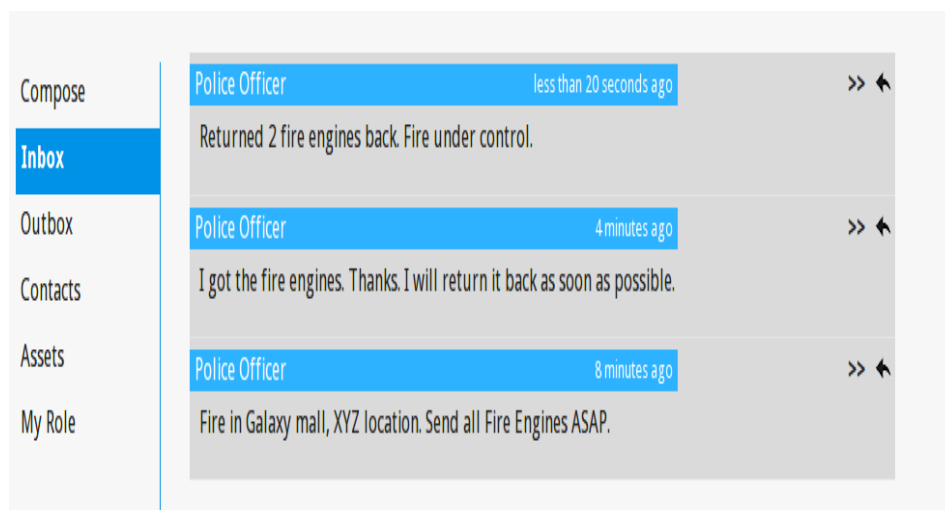 Compose
Inbox
Outbox
Contacts
Assets
My Role
Police Officer less than 20 seconds ago
Returned 2 fire engines back. Fire under control.
Police Officer 4 minutes ago
I got the fire engines. Thanks. I will return it back as soon as possible.
Police Officer 8 minutes ago
Fire in Galaxy mall, XYZ location. Send all Fire Engines ASAP.